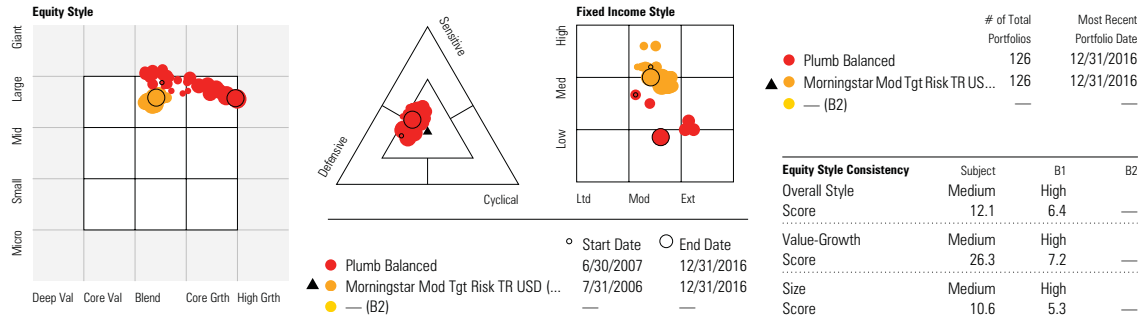 Equity Style
Giant
Large
Mid
Small
Micro
Deep Val Core Val Blend Core Grth High Grth
Sensitive
Defensive
Cyclical
Fixed Income Style
High
Med
Low
Ltd Mod Ext
Start Date End Date
Plumb Balanced 6/30/2007 12/31/2016
Morningstar Mod Tgt Risk TR USD (... 7/31/2006 12/31/2016
— (B2) — —
# of Total Most Recent
Portfolios Portfolio Date
Plumb Balanced 126 12/31/2016
Morningstar Mod Tgt Risk TR US... 126 12/31/2016
— (B2) — —
Equity Style Consistency Subject B1 B2
Overall Style Medium High
Score 12.1 6.4 —
Value-Growth Medium High
Score 26.3 7.2 —
Size Medium High
Score 10.6 5.3 —